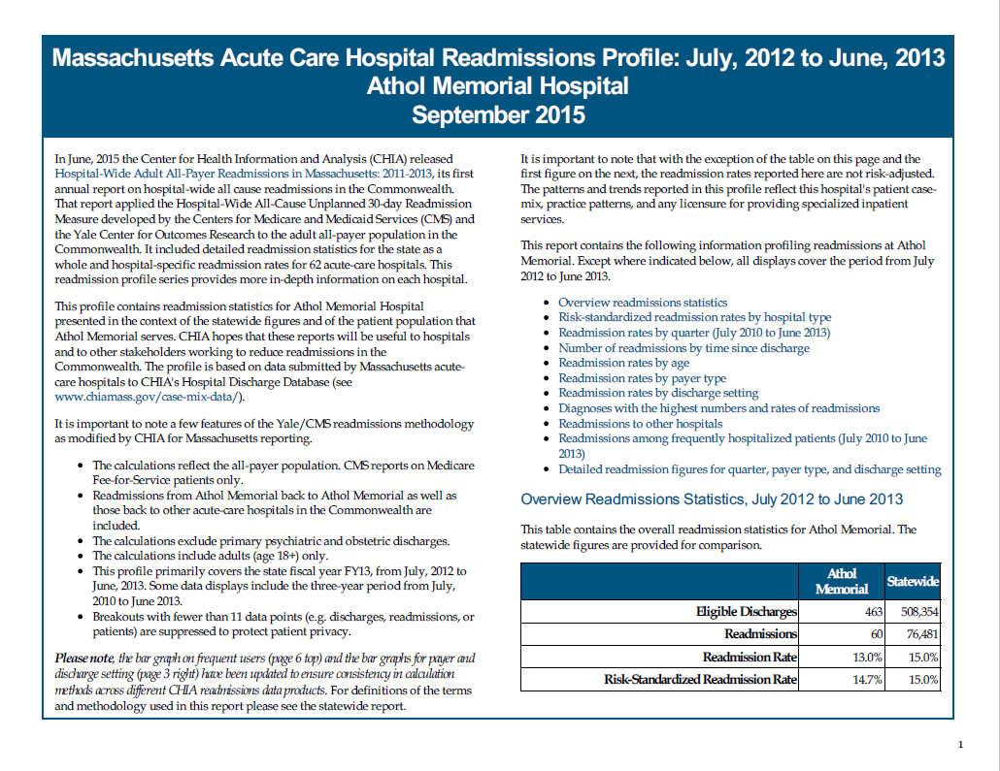 Massachusetts Acute Care Hospital Readmissions Profile: July, 2012 to June, 2013
Athol Memorial Hospital
September 2015
In June, 2015 the Center for Health Information and Analysis (CHIA) released
Hospital-Wide Adult All-Payer Readmissions in Massachusetts: 2011-2013, its first
annual report on hospital-wide all cause readmissions in the Commonwealth.
That report applied the Hospital-Wide All-Cause Unplanned 30-day Readmission
Measure developed by the Centers for Medicare and Medicaid Services (CMS) and
the Yale Center for Outcomes Research to the adult all-payer population in the
Commonwealth. It included detailed readmission statistics for the state as a
whole and hospital-specific readmission rates for 62 acute-care hospitals. This
readmission profile series provides more in-depth information on each hospital.
This profile contains readmission statistics for Athol Memorial Hospital
presented in the context of the statewide figures and of the patient population that
Athol Memorial serves. CHIA hopes that these reports will be useful to hospitals
and to other stakeholders working to reduce readmissions in the
Commonwealth. The profile is based on data submitted by Massachusetts acute-
care hospitals to CHIA's Hospital Discharge Database (see
www.chiamass.gov/case-mix-data/).
It is important to note a few features of the Yale/CMS readmissions methodology
as modified by CHIA for Massachusetts reporting.
• The calculations reflect the all-payer population. CMS reports on Medicare
Fee-for-Service patients only.
• Readmissions from Athol Memorial back to Athol Memorial as well as
those back to other acute-care hospitals in the Commonwealth are
included.
• The calculations exclude primary psychiatric and obstetric discharges.
• The calculations include adults (age 18+) only.
• This profile primarily covers the state fiscal year FY13, from July, 2012 to
June, 2013. Some data displays include the three-year period from July,
2010 to June 2013.
• Breakouts with fewer than 11 data points (e.g. discharges, readmissions, or
patients) are suppressed to protect patient privacy.
Please note, the bar graph on frequent users (page 6 top) and the bar graphs for payer and
discharge setting (page 3 right) have been updated to ensure consistency in calculation
methods across different CHIA readmissions data products. For definitions of the terms
and methodology used in this report please see the statewide report.
It is important to note that with the exception of the table on this page and the
first figure on the next, the readmission rates reported here are not risk-adjusted.
The patterns and trends reported in this profile reflect this hospital's patient case-
mix, practice patterns, and any licensure for providing specialized inpatient
services.
This report contains the following information profiling readmissions at Athol
Memorial. Except where indicated below, all displays cover the period from July
2012 to June 2013.
• Overview readmissions statistics
• Risk-standardized readmission rates by hospital type
• Readmission rates by quarter (July 2010 to June 2013)
• Number of readmissions by time since discharge
• Readmission rates by age
• Readmission rates by payer type
• Readmission rates by discharge setting
• Diagnoses with the highest numbers and rates of readmissions
• Readmissions to other hospitals
• Readmissions among frequently hospitalized patients (July 2010 to June
2013)
• Detailed readmission figures for quarter, payer type, and discharge setting
Overview Readmissions Statistics, July 2012 to June 2013
This table contains the overall readmission statistics for Athol Memorial. The
statewide figures are provided for comparison.
Athol
Memorial Statewide
Eligible Discharges 463 508,354
Readmissions 60 76,481
Readmission Rate 13.0% 15.0%
Risk-Standardized Readmission Rate 14.7% 15.0%
1